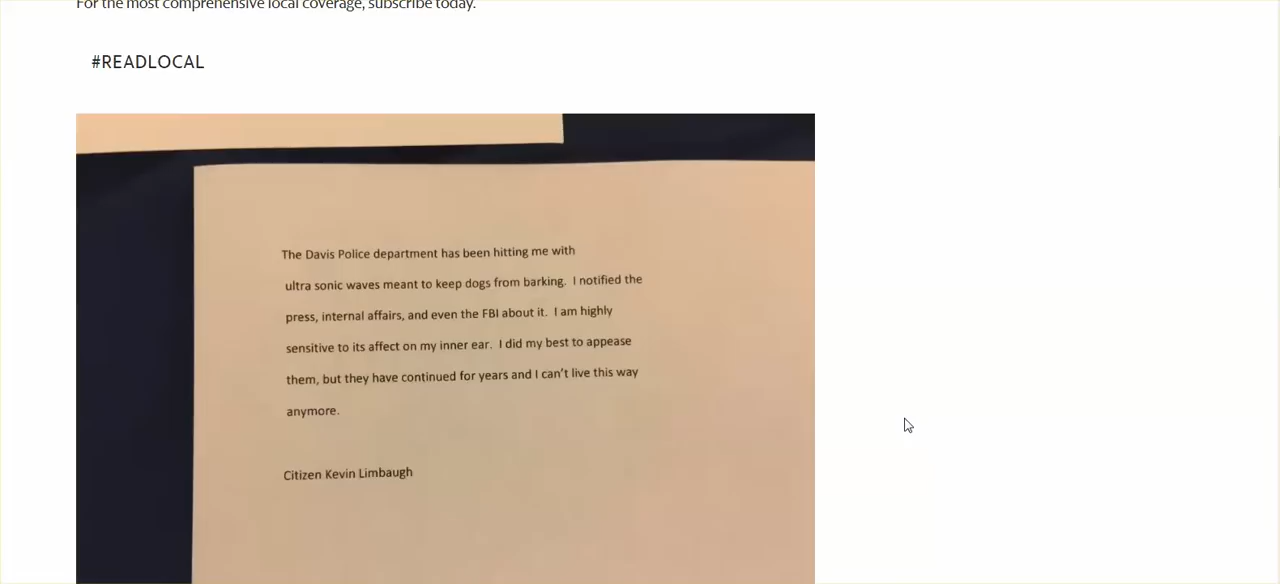 For the most comprehensive local coverage, subscribe today.
#READLOCAL
The Davis Police department has been hitting me with
ultra sonic waves meant to keep dogs from barking.  I notified the
press, internal affairs, and even the FBI about it.  I am highly
sensitive to its affect on my inner ear.  I did my best to appease
them, but they have continued for years and I can't live this way
anymore.
Citizen Kevin Limbaugh